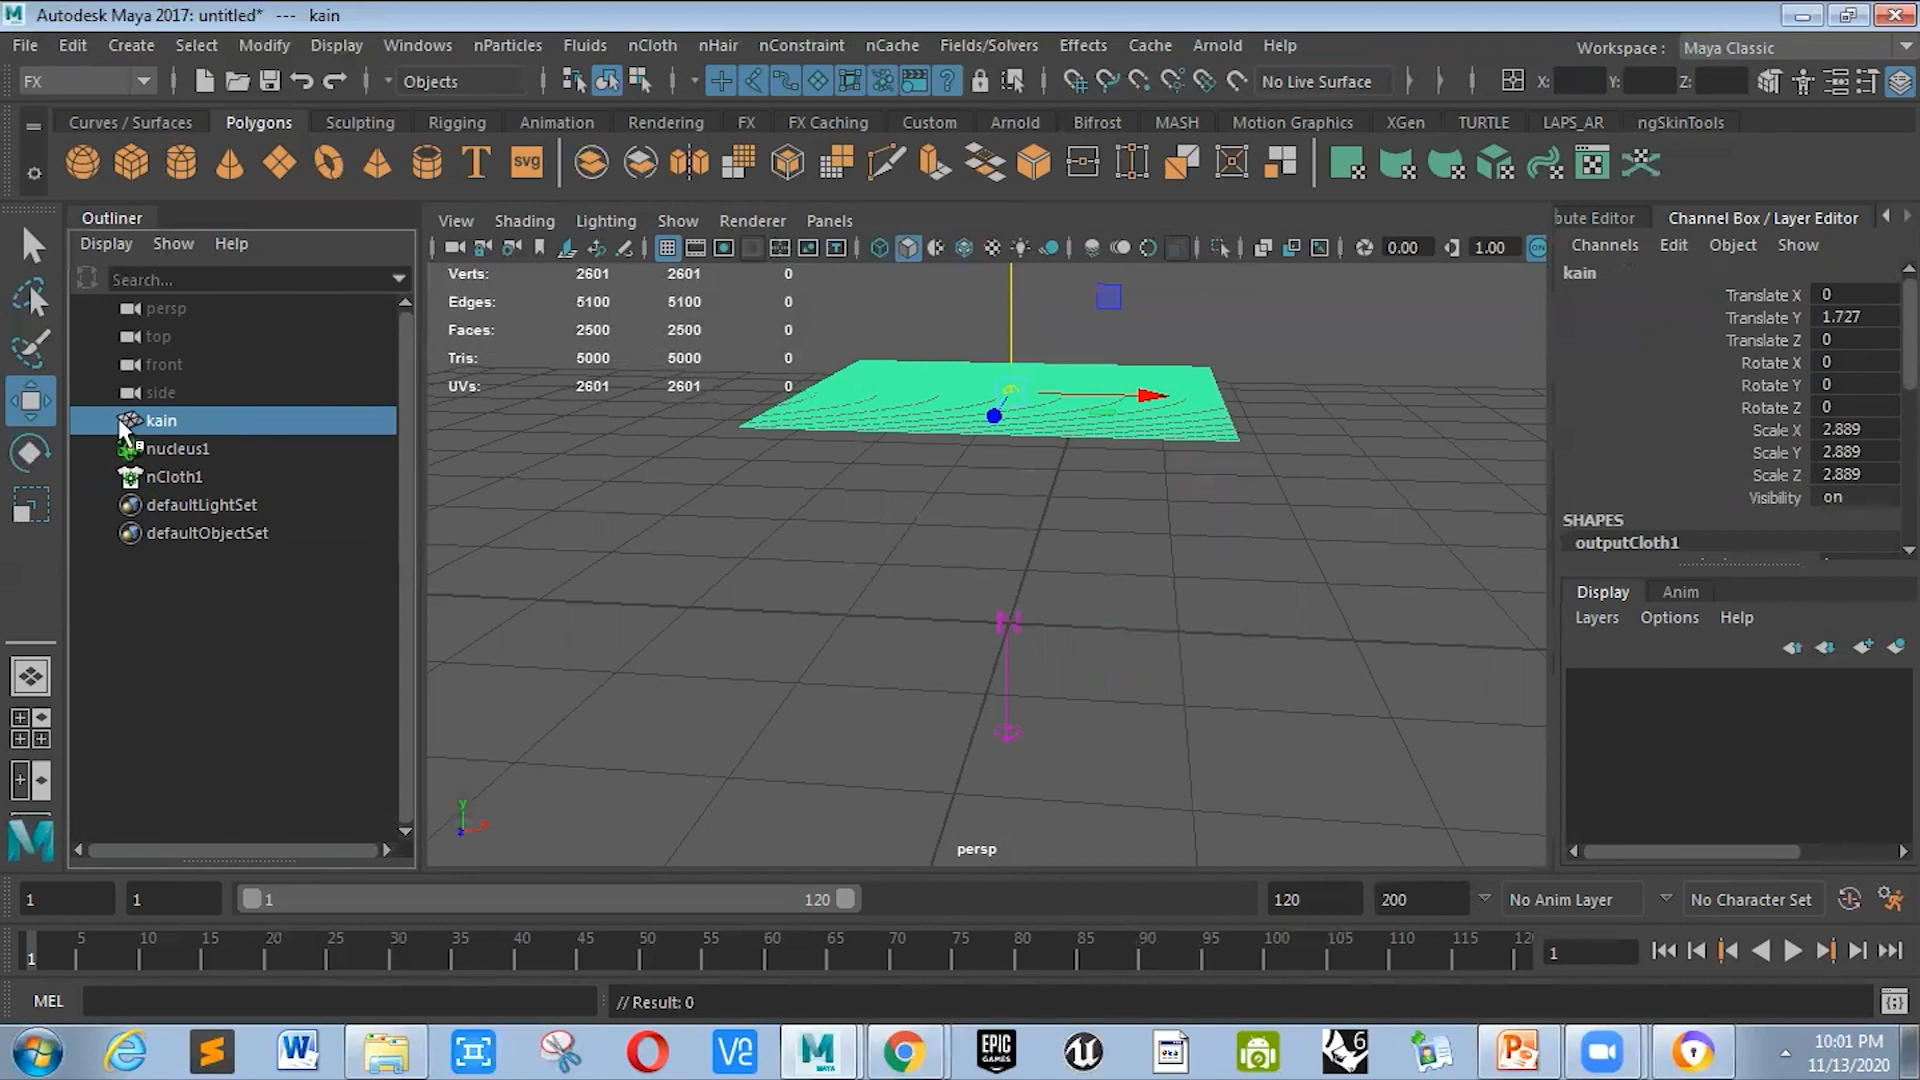 Autodesk Maya 2017: untitled* --- kain
File Edit Create Select Modify Display Windows nParticles Fluids nCloth nHair nConstraint nCache Fields/Solvers Effects Cache Arnold Help Workspace : Maya Classic
FX Objects No Live Surface X: Y: Z:
Curves / Surfaces Polygons Sculpting Rigging Animation Rendering FX FX Caching Custom Arnold Bifrost MASH Motion Graphics XGen TURTLE LAPS_AR ngSkinTools
T SVG
Outliner
Display Show Help
Search...
persp
top
front
side
kain
nucleus1
nCloth1
defaultLightSet
defaultObjectSet
View Shading Lighting Show Renderer Panels
0.00 1.00 ON
Verts: 2601 2601 0
Edges: 5100 5100 0
Faces: 2500 2500 0
Tris: 5000 5000 0
UVs: 2601 2601 0
N
y
x
z
persp
bute Editor Channel Box / Layer Editor
Channels Edit Object Show
kain
Translate X 0
Translate Y 1.727
Translate Z 0
Rotate X 0
Rotate Y 0
Rotate Z 0
Scale X 2.889
Scale Y 2.889
Scale Z 2.889
Visibility on
SHAPES
outputCloth1
Display Anim
Layers Options Help
1 1 1 120 120 200 No Anim Layer No Character Set
5 10 15 20 25 30 35 40 45 50 55 60 65 70 75 80 85 90 95 100 105 110 115 12
1 1
MEL // Result: 0
EPIC GAMES
MAYA
6
10:01 PM
11/13/2020